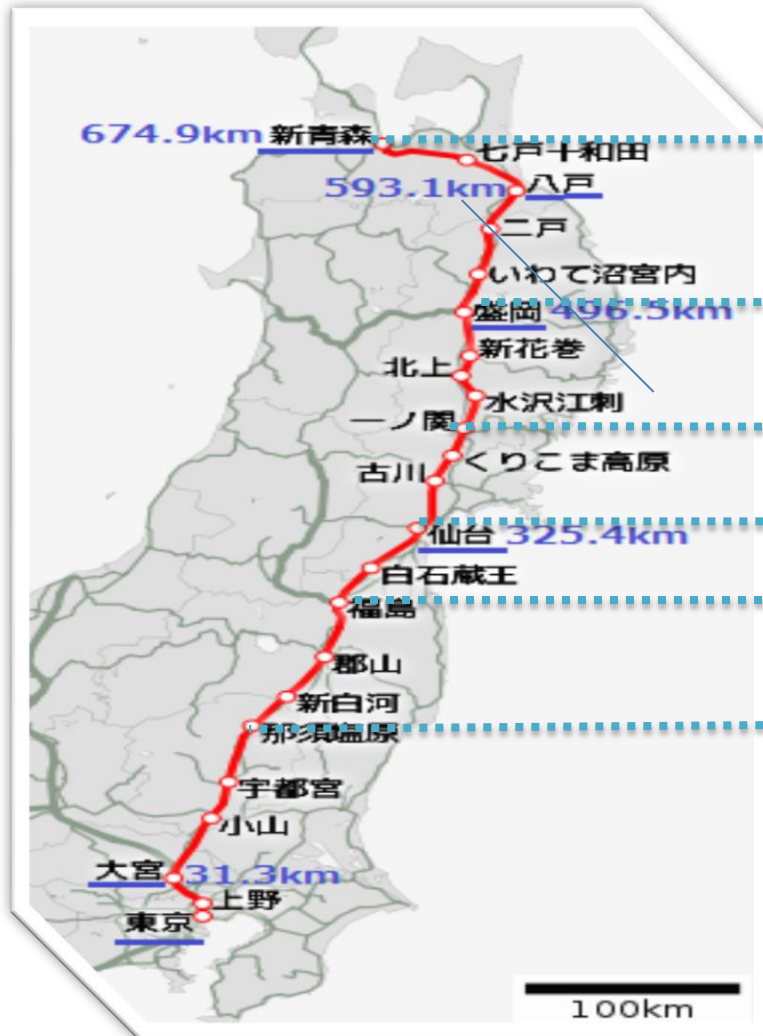 674.9km 新青森
七戸十和田
593.1km 八戸
二戸
いわて沼宮内
盛岡 496.5km
新花巻
北上
水沢江刺
一ノ関
くりこま高原
古川
仙台 325.4km
白石蔵王
福島
郡山
新白河
那須塩原
宇都宮
小山
大宮 31.3km
上野
東京
100km